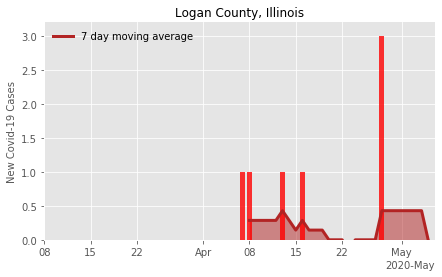 Logan County, Illinois
7 day moving average
New Covid-19 Cases
3.0
2.5
2.0
1.5
1.0
0.5
0.0
08 15 22 Apr 08 15 22 May
2020-May